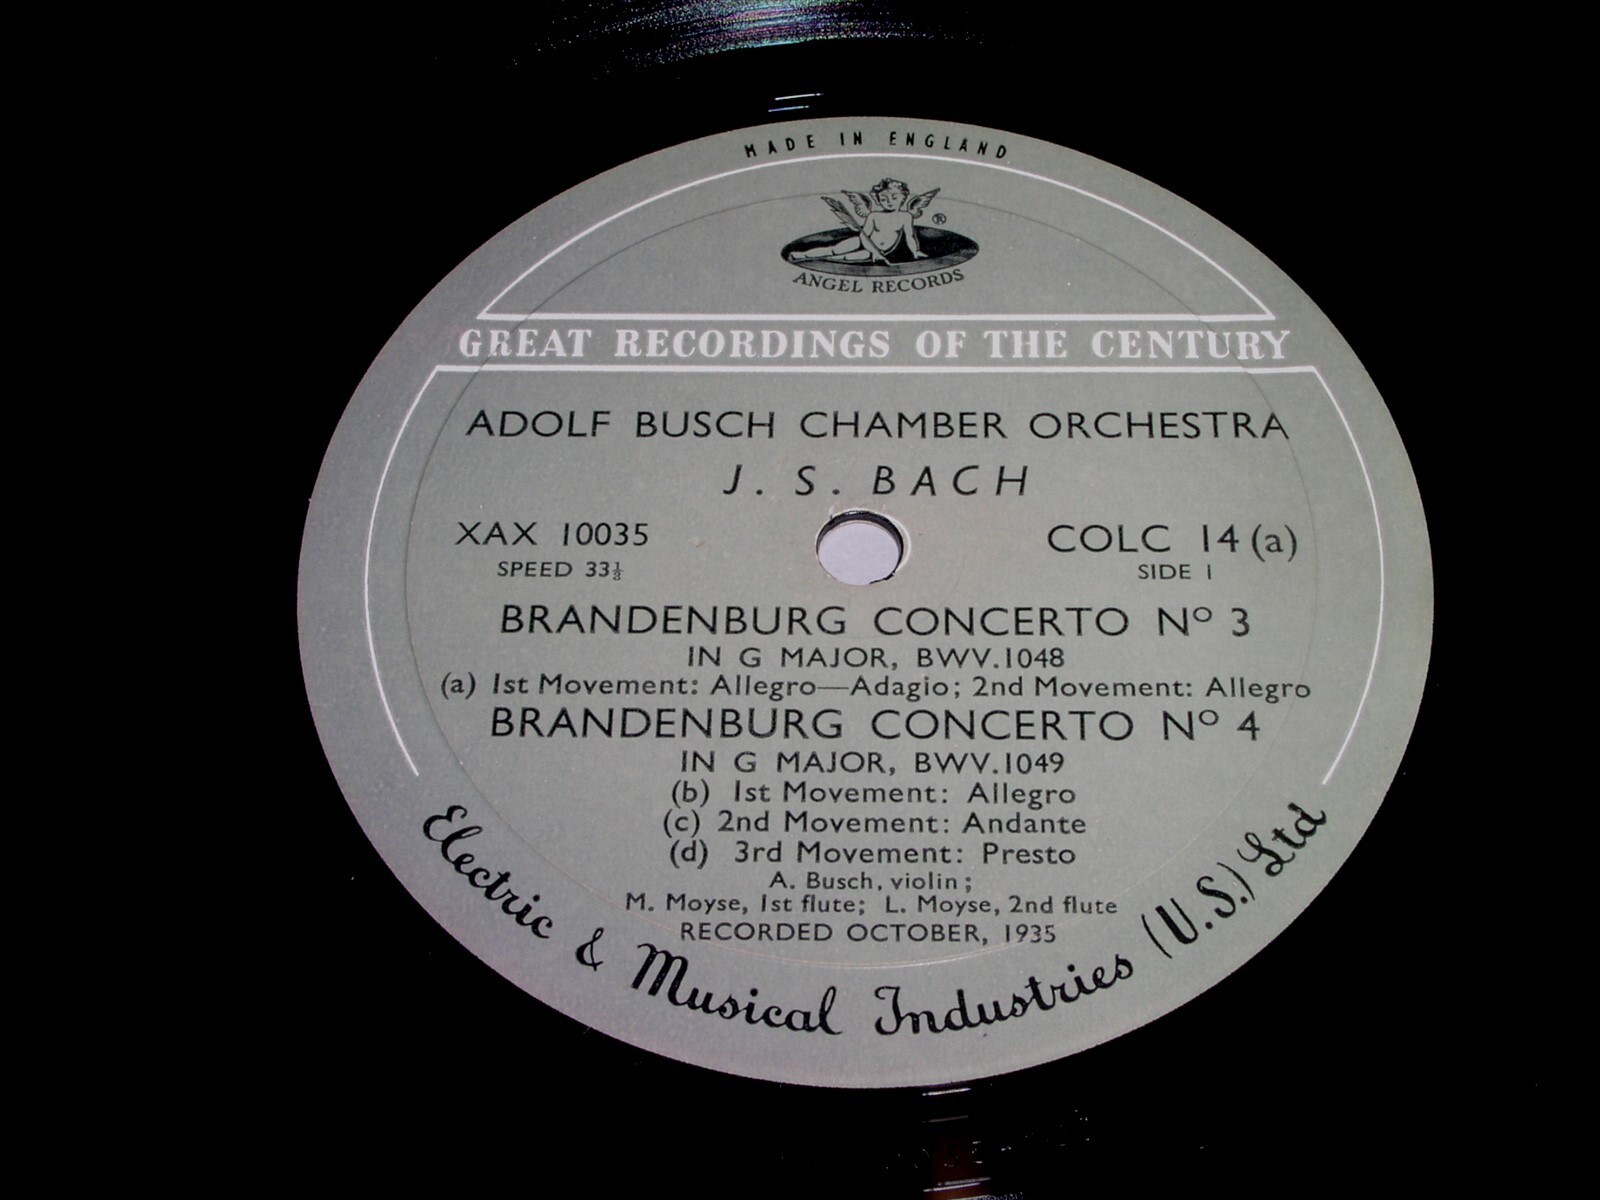 MADE IN ENGLAND
®
ANGEL RECORDS
GREAT RECORDINGS OF THE CENTURY
ADOLF BUSCH CHAMBER ORCHESTRA
J. S. BACH
XAX 10035
SPEED 33⅓
COLC 14 (a)
SIDE 1
BRANDENBURG CONCERTO Nº 3
IN G MAJOR, BWV.1048
(a) 1st Movement: Allegro—Adagio; 2nd Movement: Allegro
BRANDENBURG CONCERTO Nº 4
IN G MAJOR, BWV.1049
(b) 1st Movement: Allegro
(c) 2nd Movement: Andante
(d) 3rd Movement: Presto
A. Busch, violin;
M. Moyse, 1st flute; L. Moyse, 2nd flute
RECORDED OCTOBER, 1935
Electric & Musical Industries (U.S.) Ltd